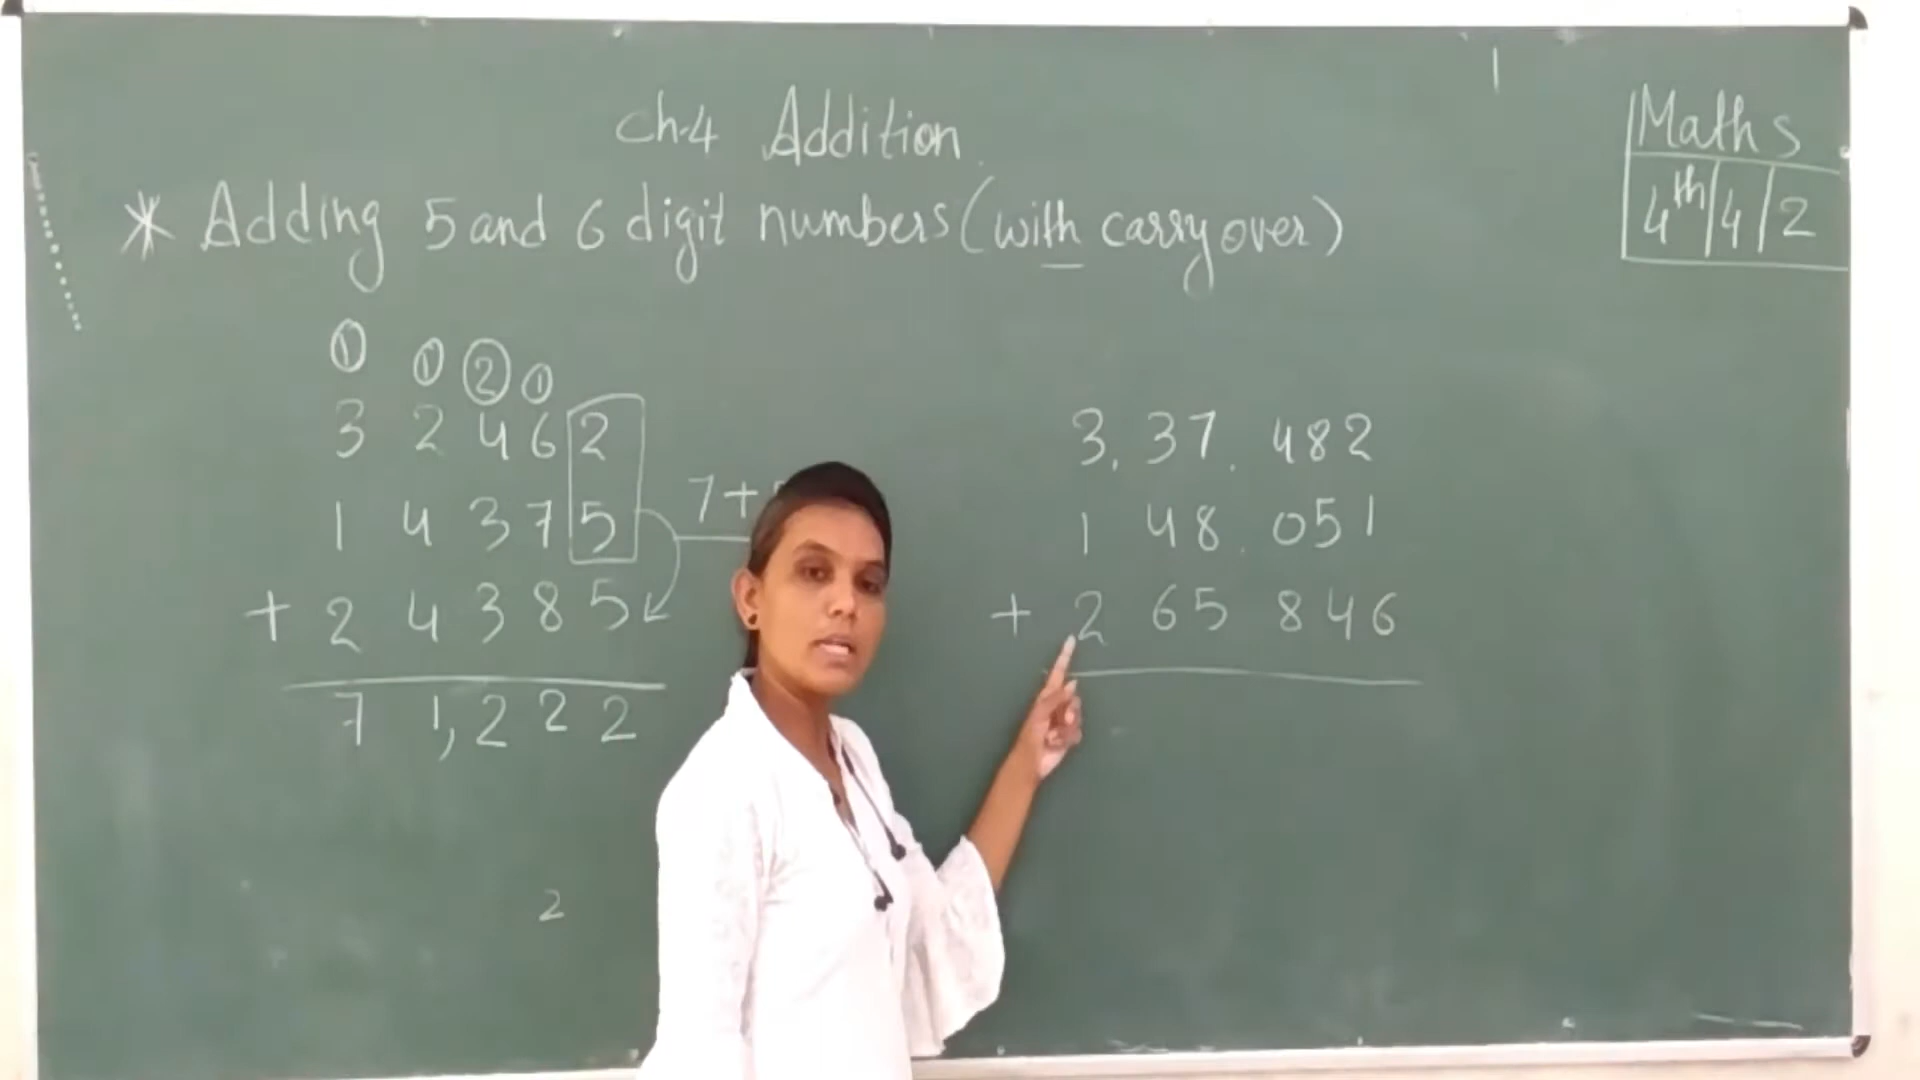 Ch-4 Addition
Maths
4th/4/2
* Adding 5 and 6 digit numbers (with carry over)
1 1 2 1
3 2 4 6 2
1 4 3 7 5
7+
+ 2 4 3 8 5
7 1,2 2 2
2
3,37,482
1 48,051
+ 2 65 846